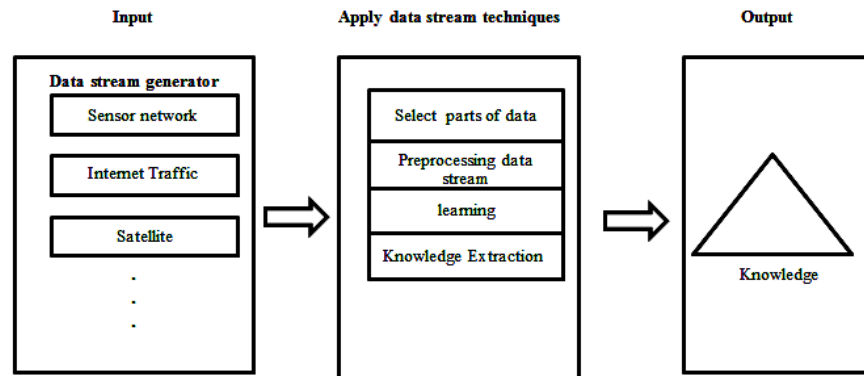 Input
Apply data stream techniques
Output
Data stream generator
Sensor network
Internet Traffic
Satellite
.
.
.
Select parts of data
Preprocessing data
stream
learning
Knowledge Extraction
Knowledge